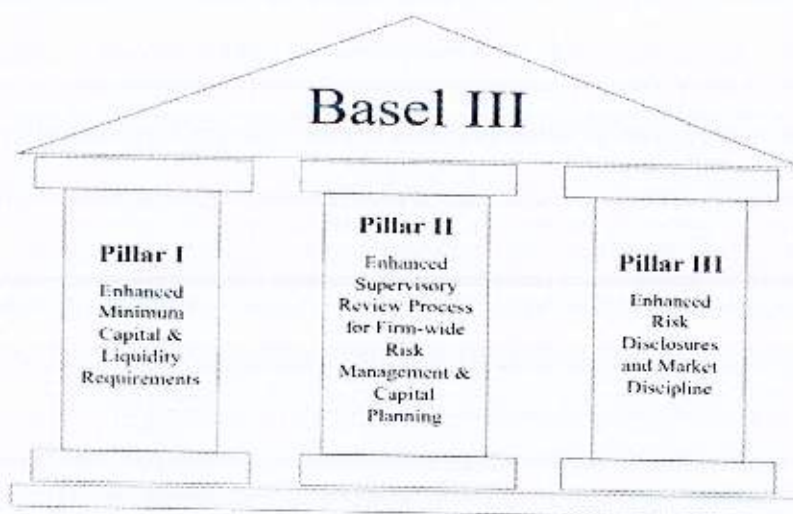 Basel III
Pillar I
Enhanced
Minimum
Capital &
Liquidity
Requirements
Pillar II
Enhanced
Supervisory
Review Process
for Firm-wide
Risk
Management &
Capital
Planning
Pillar III
Enhanced
Risk
Disclosures
and Market
Discipline